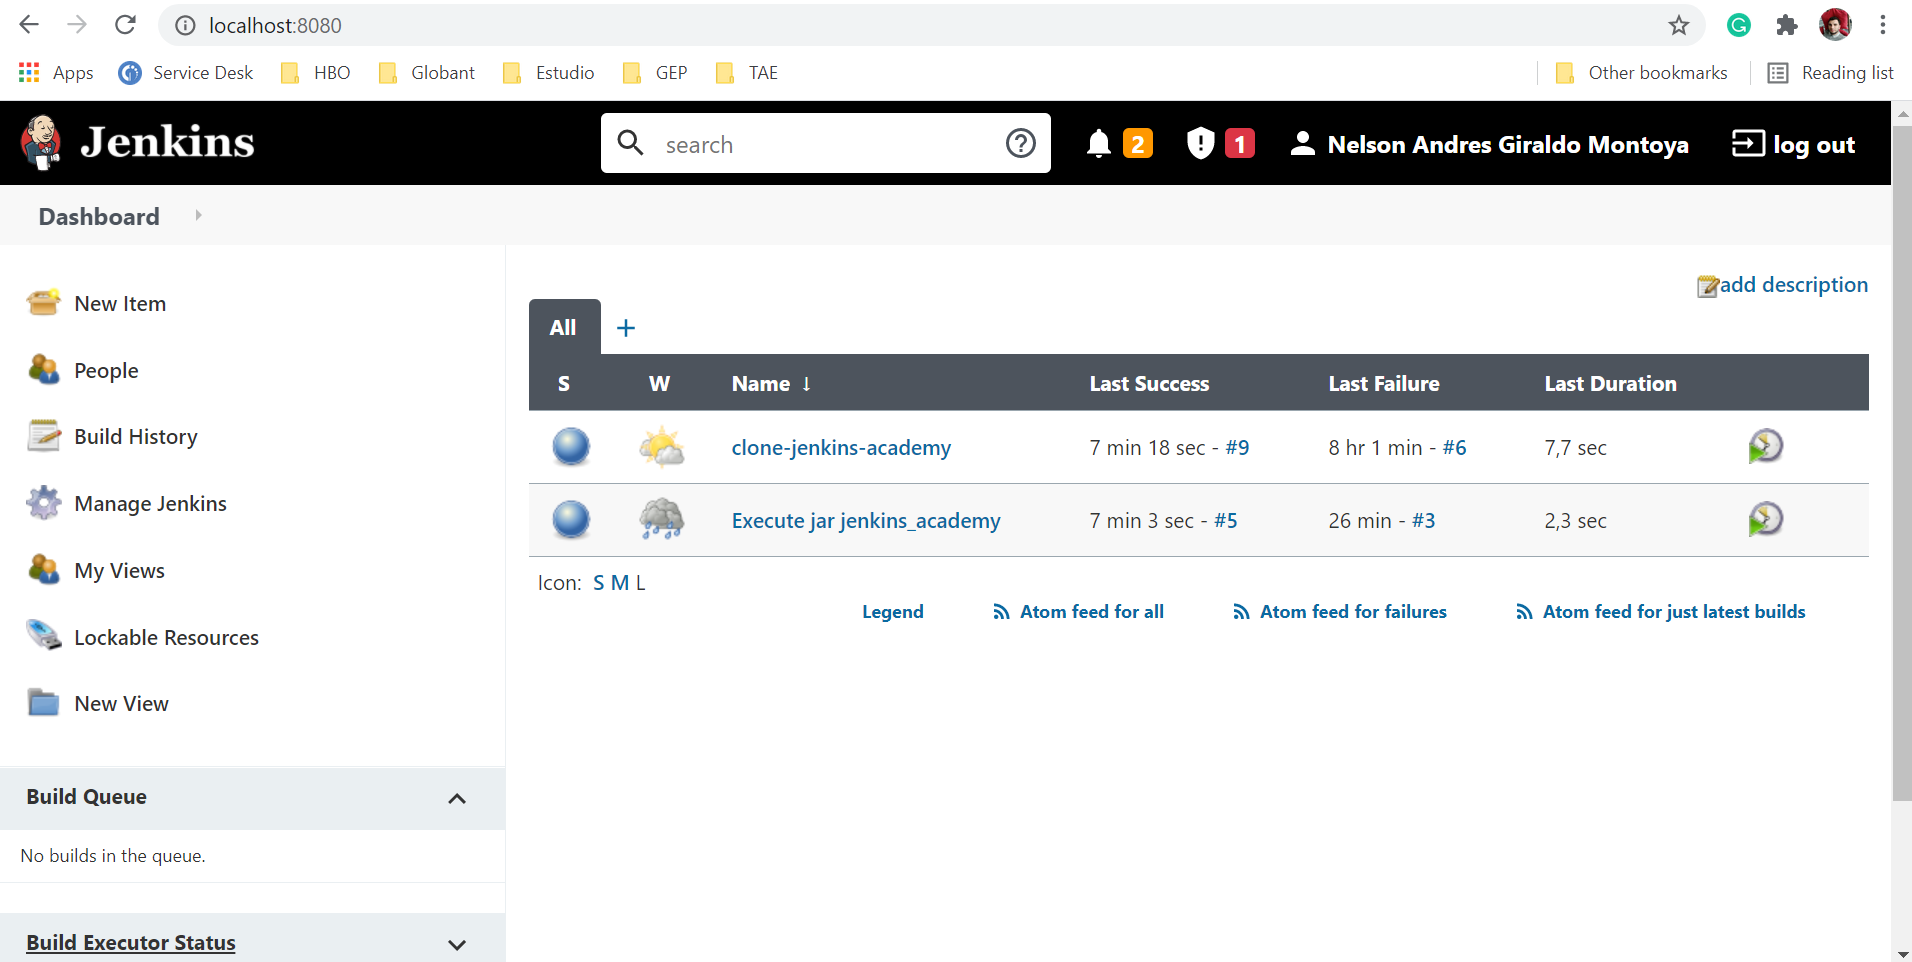 localhost:8080
Apps Service Desk HBO Globant Estudio GEP TAE Other bookmarks Reading list
Jenkins search 2 1 Nelson Andres Giraldo Montoya log out
Dashboard
add description
New Item
People
Build History
Manage Jenkins
My Views
Lockable Resources
New View
All +
S W Name ↓ Last Success Last Failure Last Duration
clone-jenkins-academy 7 min 18 sec - #9 8 hr 1 min - #6 7,7 sec
Execute jar jenkins_academy 7 min 3 sec - #5 26 min - #3 2,3 sec
Icon: S M L
Legend Atom feed for all Atom feed for failures Atom feed for just latest builds
Build Queue
No builds in the queue.
Build Executor Status